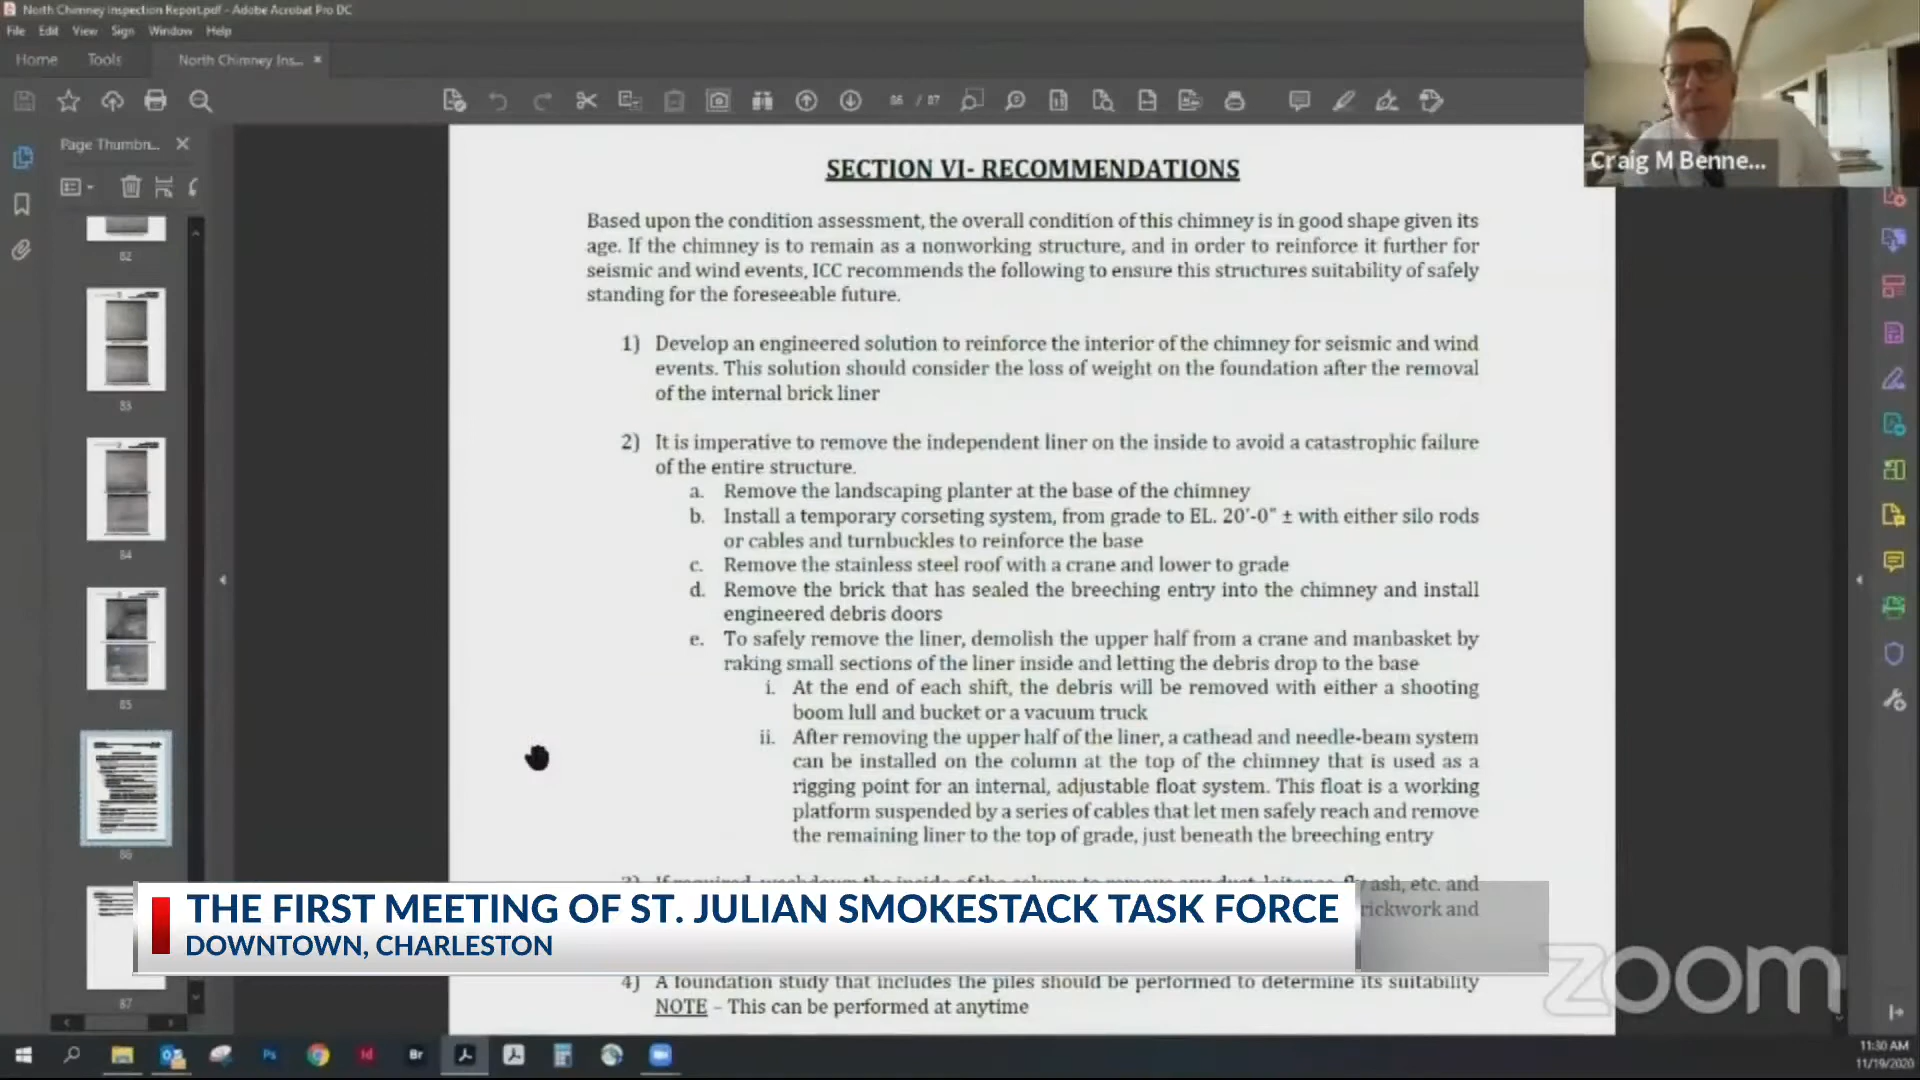 North Chimney Inspection Report.pdf - Adobe Acrobat Pro DC
File Edit View Sign Window Help
Home Tools North Chimney Ins... ×
86 / 87
Craig M Benne...
Page Thumbn...
82
83
84
85
86
87
SECTION VI- RECOMMENDATIONS
Based upon the condition assessment, the overall condition of this chimney is in good shape given its
age. If the chimney is to remain as a nonworking structure, and in order to reinforce it further for
seismic and wind events, ICC recommends the following to ensure this structures suitability of safely
standing for the foreseeable future.
1) Develop an engineered solution to reinforce the interior of the chimney for seismic and wind
events. This solution should consider the loss of weight on the foundation after the removal
of the internal brick liner
2) It is imperative to remove the independent liner on the inside to avoid a catastrophic failure
of the entire structure.
a. Remove the landscaping planter at the base of the chimney
b. Install a temporary corseting system, from grade to EL. 20'-0" ± with either silo rods
or cables and turnbuckles to reinforce the base
c. Remove the stainless steel roof with a crane and lower to grade
d. Remove the brick that has sealed the breeching entry into the chimney and install
engineered debris doors
e. To safely remove the liner, demolish the upper half from a crane and manbasket by
raking small sections of the liner inside and letting the debris drop to the base
i. At the end of each shift, the debris will be removed with either a shooting
boom lull and bucket or a vacuum truck
ii. After removing the upper half of the liner, a cathead and needle-beam system
can be installed on the column at the top of the chimney that is used as a
rigging point for an internal, adjustable float system. This float is a working
platform suspended by a series of cables that let men safely reach and remove
the remaining liner to the top of grade, just beneath the breeching entry
ash, etc. and
rickwork and
THE FIRST MEETING OF ST. JULIAN SMOKESTACK TASK FORCE
DOWNTOWN, CHARLESTON
4) A foundation study that includes the piles should be performed to determine its suitability
NOTE – This can be performed at anytime
zoom
Ps
Id
Br
11:30 AM
11/19/2020